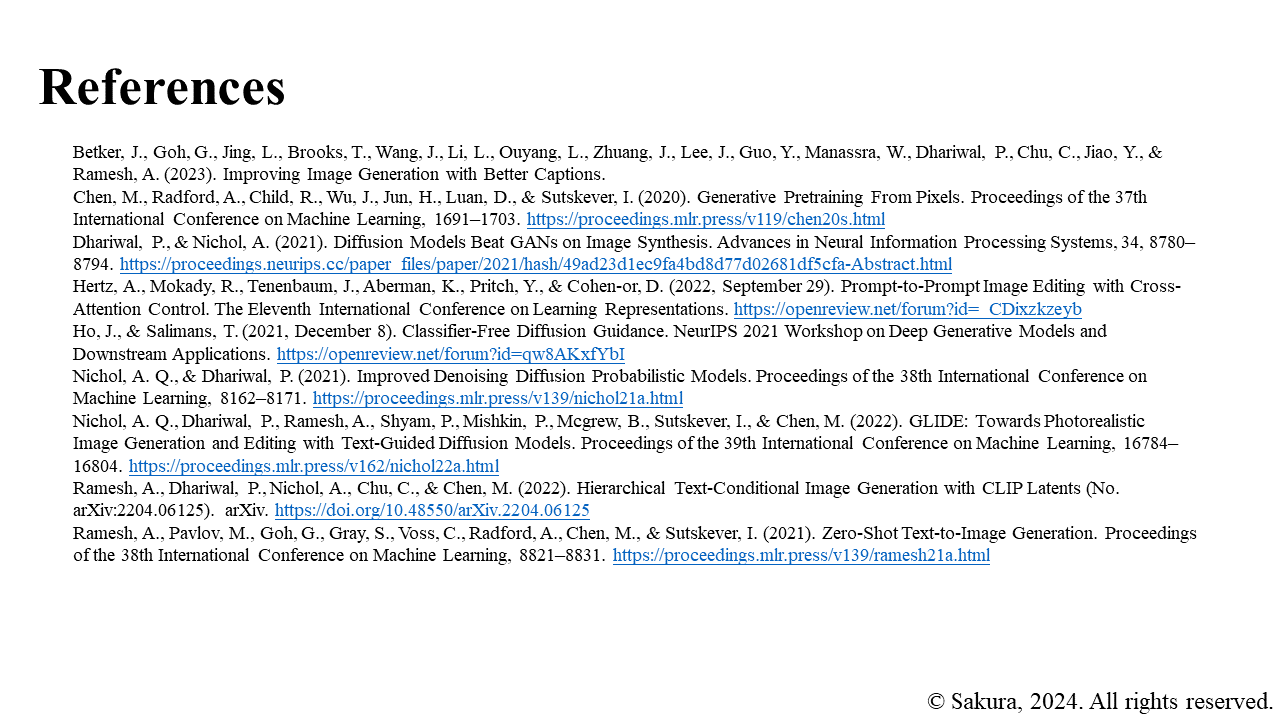 References
Betker, J., Goh, G., Jing, L., Brooks, T., Wang, J., Li, L., Ouyang, L., Zhuang, J., Lee, J., Guo, Y., Manassra, W., Dhariwal, P., Chu, C., Jiao, Y., &
Ramesh, A. (2023). Improving Image Generation with Better Captions.
Chen, M., Radford, A., Child, R., Wu, J., Jun, H., Luan, D., & Sutskever, I. (2020). Generative Pretraining From Pixels. Proceedings of the 37th
International Conference on Machine Learning, 1691–1703. https://proceedings.mlr.press/v119/chen20s.html
Dhariwal, P., & Nichol, A. (2021). Diffusion Models Beat GANs on Image Synthesis. Advances in Neural Information Processing Systems, 34, 8780–
8794. https://proceedings.neurips.cc/paper_files/paper/2021/hash/49ad23d1ec9fa4bd8d77d02681df5cfa-Abstract.html
Hertz, A., Mokady, R., Tenenbaum, J., Aberman, K., Pritch, Y., & Cohen-or, D. (2022, September 29). Prompt-to-Prompt Image Editing with Cross-
Attention Control. The Eleventh International Conference on Learning Representations. https://openreview.net/forum?id=_CDixzkzeyb
Ho, J., & Salimans, T. (2021, December 8). Classifier-Free Diffusion Guidance. NeurIPS 2021 Workshop on Deep Generative Models and
Downstream Applications. https://openreview.net/forum?id=qw8AKxfYbI
Nichol, A. Q., & Dhariwal, P. (2021). Improved Denoising Diffusion Probabilistic Models. Proceedings of the 38th International Conference on
Machine Learning, 8162–8171. https://proceedings.mlr.press/v139/nichol21a.html
Nichol, A. Q., Dhariwal, P., Ramesh, A., Shyam, P., Mishkin, P., Mcgrew, B., Sutskever, I., & Chen, M. (2022). GLIDE: Towards Photorealistic
Image Generation and Editing with Text-Guided Diffusion Models. Proceedings of the 39th International Conference on Machine Learning, 16784–
16804. https://proceedings.mlr.press/v162/nichol22a.html
Ramesh, A., Dhariwal, P., Nichol, A., Chu, C., & Chen, M. (2022). Hierarchical Text-Conditional Image Generation with CLIP Latents (No.
arXiv:2204.06125). arXiv. https://doi.org/10.48550/arXiv.2204.06125
Ramesh, A., Pavlov, M., Goh, G., Gray, S., Voss, C., Radford, A., Chen, M., & Sutskever, I. (2021). Zero-Shot Text-to-Image Generation. Proceedings
of the 38th International Conference on Machine Learning, 8821–8831. https://proceedings.mlr.press/v139/ramesh21a.html
© Sakura, 2024. All rights reserved.